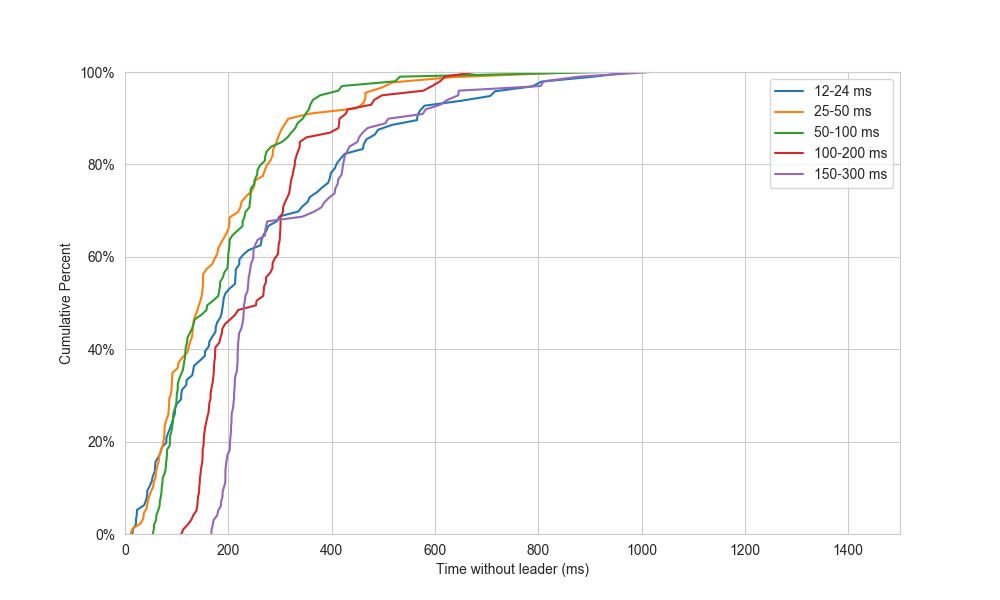 100%
80%
60%
40%
20%
0%
Cumulative Percent
0 200 400 600 800 1000 1200 1400
Time without leader (ms)
12-24 ms
25-50 ms
50-100 ms
100-200 ms
150-300 ms